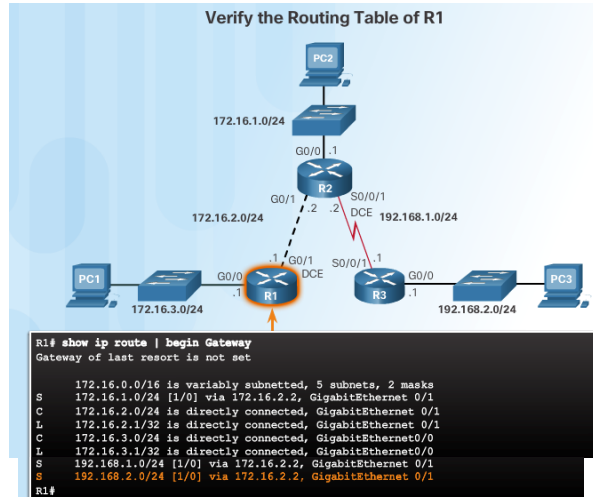 Verify the Routing Table of R1
PC2
172.16.1.0/24
G0/0 .1
R2
G0/1 S0/0/1
.2 .2 DCE 192.168.1.0/24
172.16.2.0/24
.1 G0/1 S0/0/1 .1
DCE
PC1 G0/0 R1 R3 G0/0 PC3
.1 .1
172.16.3.0/24 192.168.2.0/24
R1# show ip route | begin Gateway
Gateway of last resort is not set
172.16.0.0/16 is variably subnetted, 5 subnets, 2 masks
S 172.16.1.0/24 [1/0] via 172.16.2.2, GigabitEthernet 0/1
C 172.16.2.0/24 is directly connected, GigabitEthernet 0/1
L 172.16.2.1/32 is directly connected, GigabitEthernet 0/1
C 172.16.3.0/24 is directly connected, GigabitEthernet0/0
L 172.16.3.1/32 is directly connected, GigabitEthernet0/0
S 192.168.1.0/24 [1/0] via 172.16.2.2, GigabitEthernet 0/1
S 192.168.2.0/24 [1/0] via 172.16.2.2, GigabitEthernet 0/1
R1#